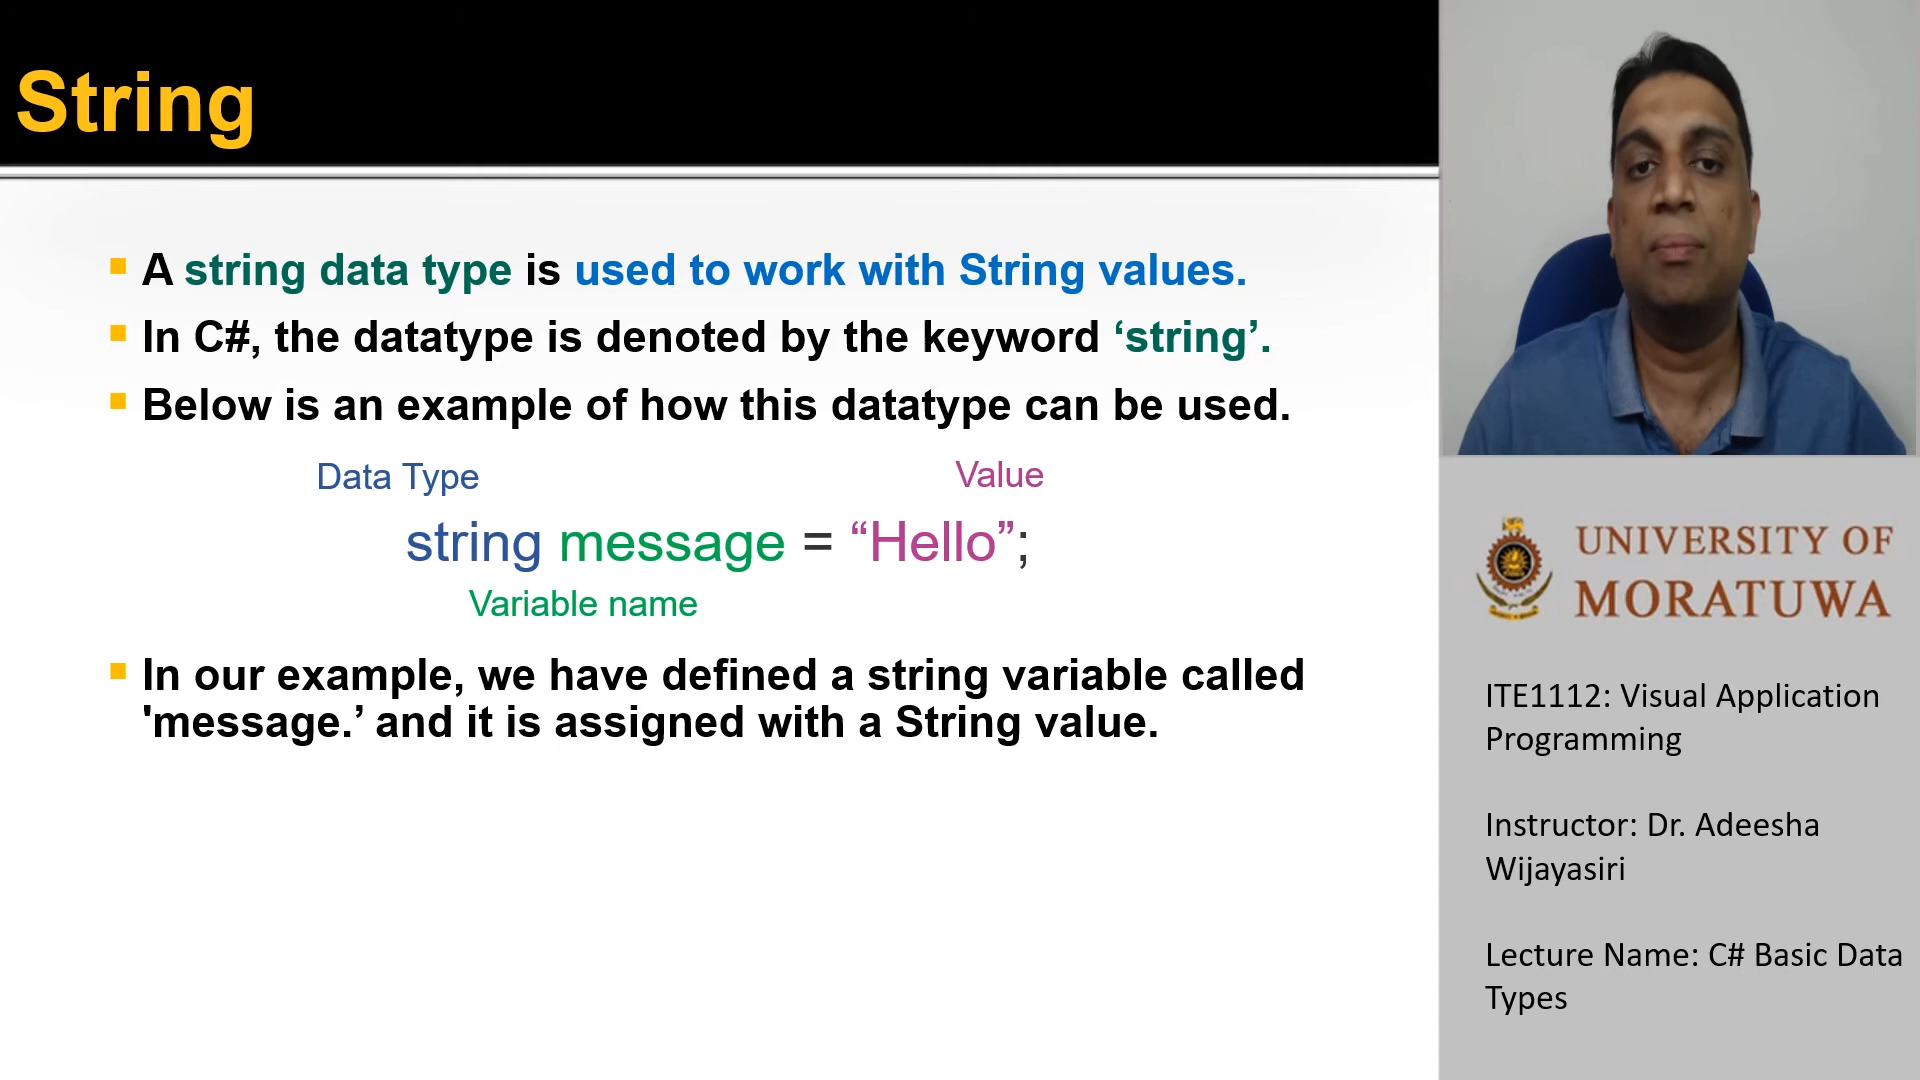 String
A string data type is used to work with String values.
In C#, the datatype is denoted by the keyword ‘string’.
Below is an example of how this datatype can be used.
Data Type
Value
string message = “Hello”;
Variable name
In our example, we have defined a string variable called
'message.’ and it is assigned with a String value.
UNIVERSITY OF
MORATUWA
ITE1112: Visual Application
Programming
Instructor: Dr. Adeesha
Wijayasiri
Lecture Name: C# Basic Data
Types